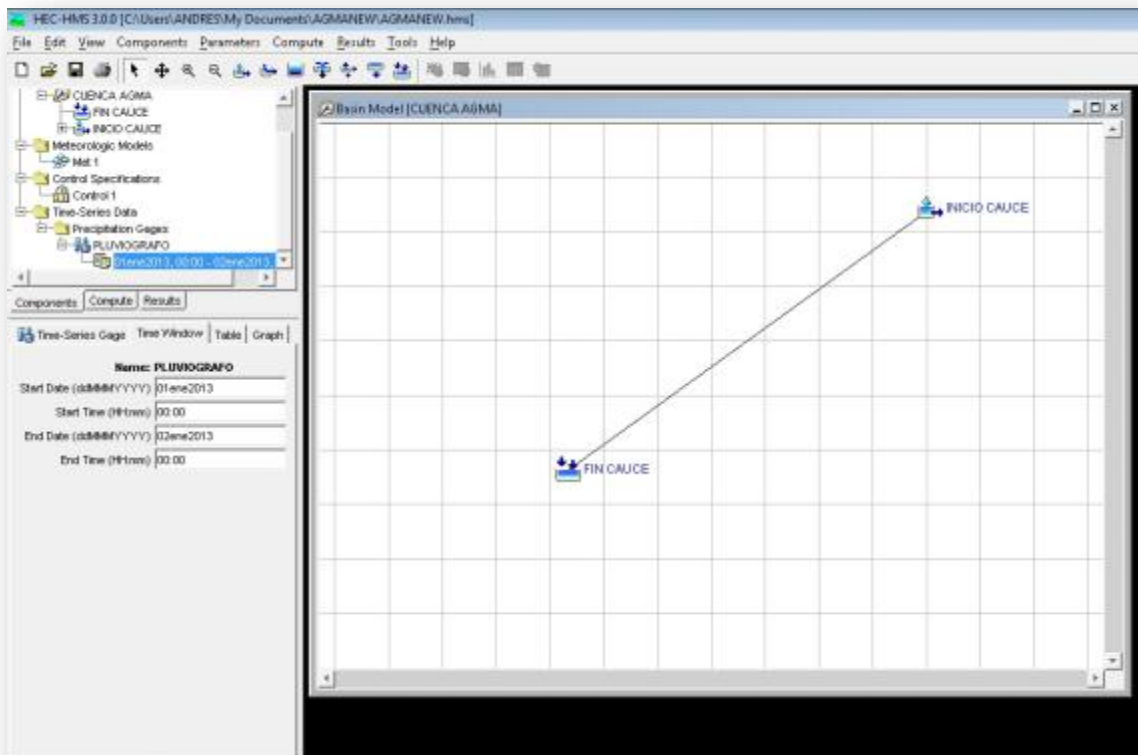 HEC-HMS 3.0.0 [C:\Users\ANDRES\My Documents\AGMANEW\AGMANEW.hms]
File Edit View Components Parameters Compute Results Tools Help
CUENCA AGMA
FIN CAUCE
INICIO CAUCE
Meteorologic Models
Met 1
Control Specifications
Control 1
Time-Series Data
Precipitation Gages
PLUVIOGRAFO
01ene2013, 00:00 - 02ene2013,
Components Compute Results
Time-Series Gage Time Window Table Graph
Name: PLUVIOGRAFO
Start Date (ddMMMYYYY) 01ene2013
Start Time (HH:mm) 00:00
End Date (ddMMMYYYY) 02ene2013
End Time (HH:mm) 00:00
Basin Model [CUENCA AGMA]
INICIO CAUCE
FIN CAUCE